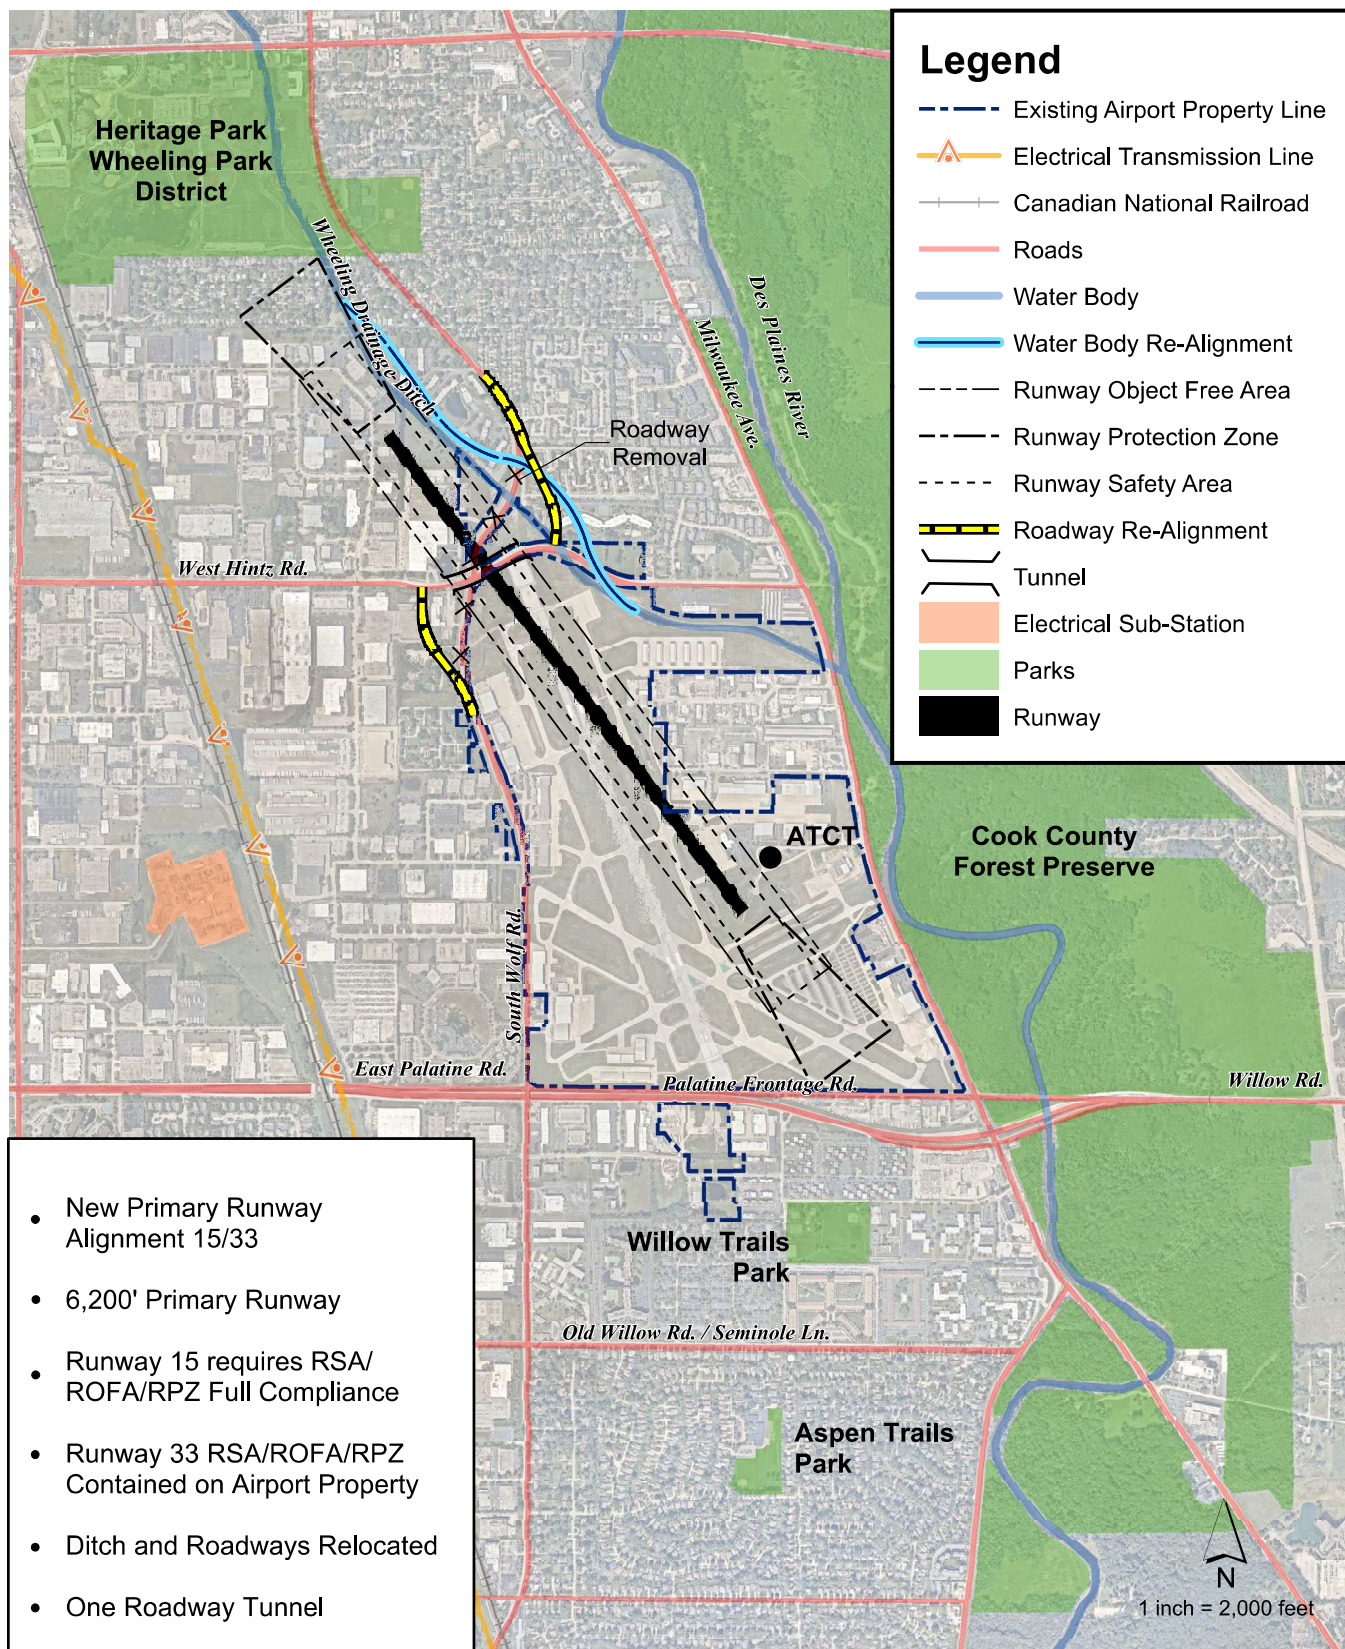 Heritage Park
Wheeling Park
District
Wheeling Drainage Ditch
Des Plaines River
Milwaukee Ave.
Roadway
Removal
West Hintz Rd.
ATCT
Cook County
Forest Preserve
South Wolf Rd.
East Palatine Rd.
Palatine Frontage Rd.
Willow Rd.
Willow Trails
Park
Old Willow Rd. / Seminole Ln.
Aspen Trails
Park
N
1 inch = 2,000 feet
Legend
Existing Airport Property Line
Electrical Transmission Line
Canadian National Railroad
Roads
Water Body
Water Body Re-Alignment
Runway Object Free Area
Runway Protection Zone
Runway Safety Area
Roadway Re-Alignment
Tunnel
Electrical Sub-Station
Parks
Runway
• New Primary Runway
Alignment 15/33
• 6,200' Primary Runway
• Runway 15 requires RSA/
ROFA/RPZ Full Compliance
• Runway 33 RSA/ROFA/RPZ
Contained on Airport Property
• Ditch and Roadways Relocated
• One Roadway Tunnel